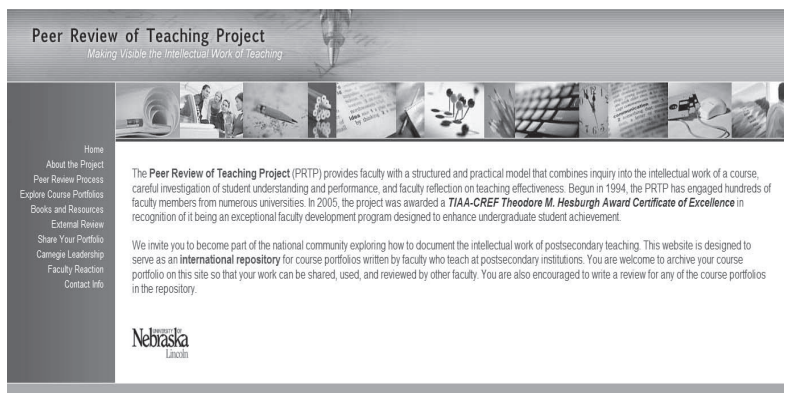 Peer Review of Teaching Project
Making Visible the Intellectual Work of Teaching
idea
communication
Home
About the Project
Peer Review Process
Explore Course Portfolios
Books and Resources
External Review
Share Your Portfolio
Carnegie Leadership
Faculty Reaction
Contact Info
The Peer Review of Teaching Project (PRTP) provides faculty with a structured and practical model that combines inquiry into the intellectual work of a course,
careful investigation of student understanding and performance, and faculty reflection on teaching effectiveness. Begun in 1994, the PRTP has engaged hundreds of
faculty members from numerous universities. In 2005, the project was awarded a TIAA-CREF Theodore M. Hesburgh Award Certificate of Excellence in
recognition of it being an exceptional faculty development program designed to enhance undergraduate student achievement.
We invite you to become part of the national community exploring how to document the intellectual work of postsecondary teaching. This website is designed to
serve as an international repository for course portfolios written by faculty who teach at postsecondary institutions. You are welcome to archive your course
portfolio on this site so that your work can be shared, used, and reviewed by other faculty. You are also encouraged to write a review for any of the course portfolios
in the repository.
UNIVERSITY OF
Nebraska
Lincoln